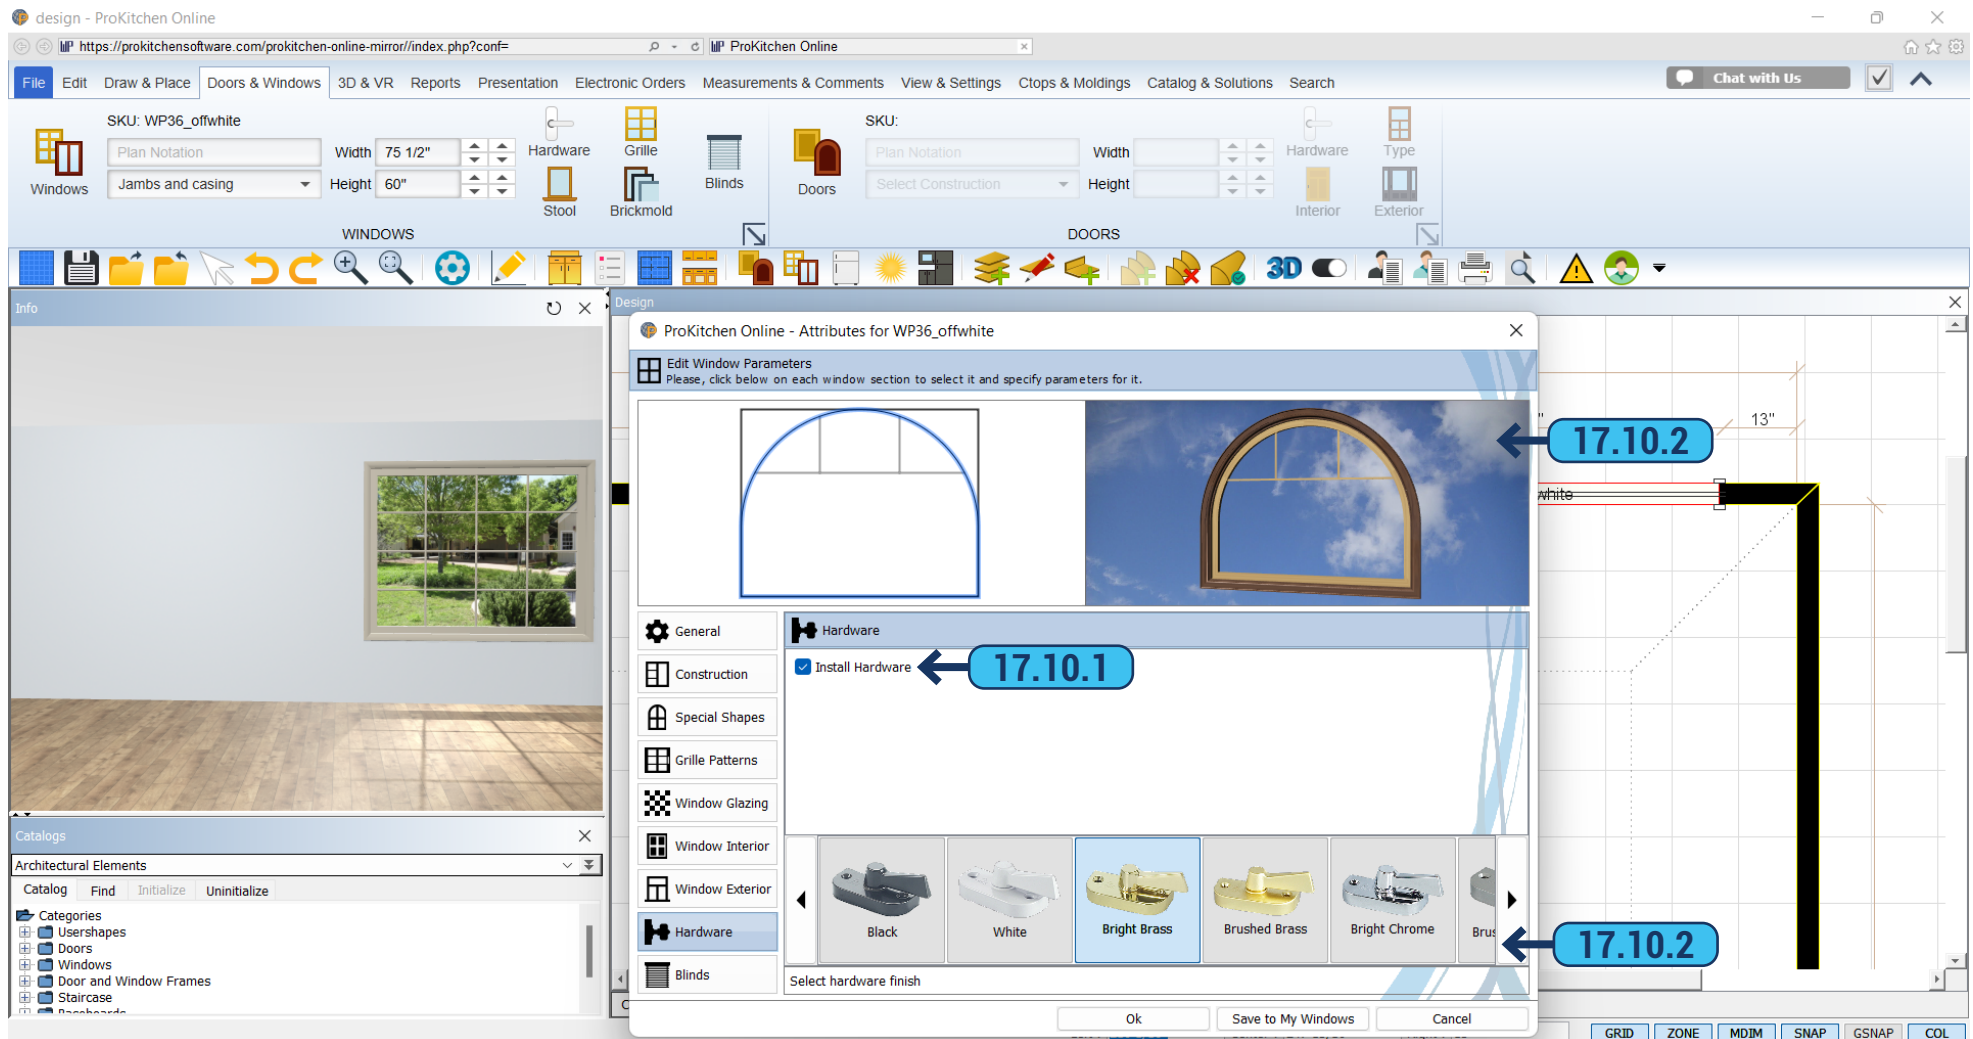 design - ProKitchen Online
https://prokitchensoftware.com/prokitchen-online-mirror//index.php?conf=
ProKitchen Online
File Edit Draw & Place Doors & Windows 3D & VR Reports Presentation Electronic Orders Measurements & Comments View & Settings Ctops & Moldings Catalog & Solutions Search
Chat with Us
SKU: WP36_offwhite
Plan Notation
Width 75 1/2"
Jambs and casing
Height 60"
Windows
Hardware
Grille
Stool
Brickmold
Blinds
WINDOWS
SKU:
Plan Notation
Width
Select Construction
Height
Doors
Hardware
Type
Interior
Exterior
DOORS
3D
Info
Design
ProKitchen Online - Attributes for WP36_offwhite
Edit Window Parameters
Please, click below on each window section to select it and specify parameters for it.
"
13"
17.10.2
white
General
Construction
Special Shapes
Grille Patterns
Window Glazing
Window Interior
Window Exterior
Hardware
Blinds
Hardware
Install Hardware
17.10.1
Black
White
Bright Brass
Brushed Brass
Bright Chrome
Brus
17.10.2
Select hardware finish
Ok
Save to My Windows
Cancel
Catalogs
Architectural Elements
Catalog Find Initialize Uninitialize
Categories
Usershapes
Doors
Windows
Door and Window Frames
Staircase
Baseboards
GRID ZONE MDIM SNAP GSNAP COL